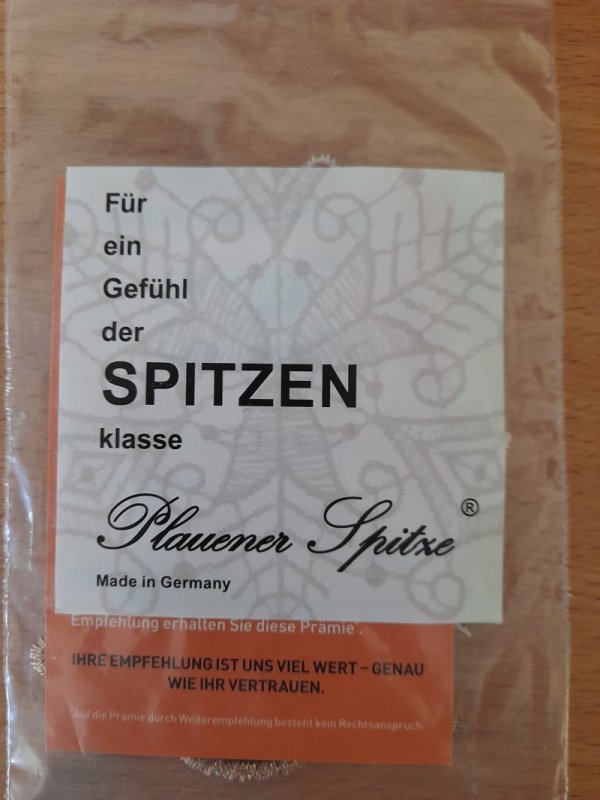 Für
ein
Gefühl
der
SPITZEN
klasse
Plauener Spitze ®
Made in Germany
Empfehlung erhalten Sie diese Prämie*.
IHRE EMPFEHLUNG IST UNS VIEL WERT – GENAU
WIE IHR VERTRAUEN.
*Auf die Prämie durch Weiterempfehlung besteht kein Rechtsanspruch.